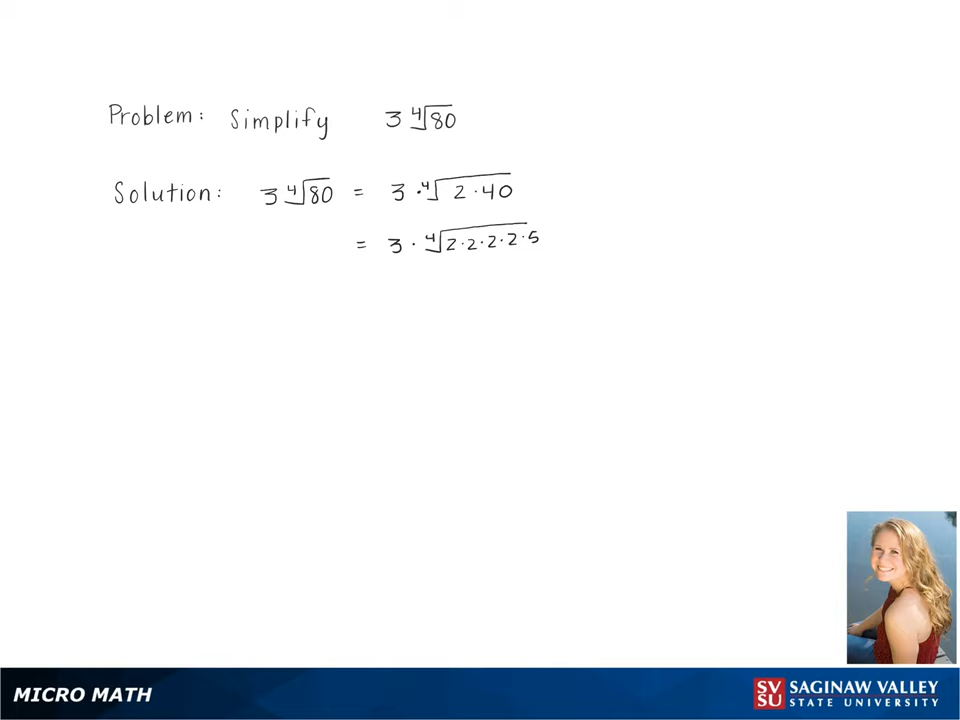 Problem: Simplify 3∜80
Solution: 3∜80 = 3 · ∜2 · 40
= 3 · ∜2 · 2 · 2 · 2 · 5
MICRO MATH
SV SU SAGINAW VALLEY STATE UNIVERSITY